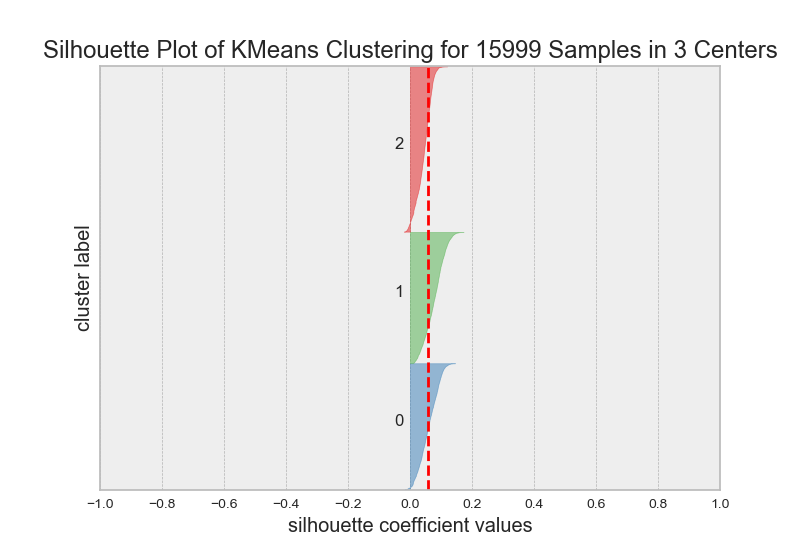 Silhouette Plot of KMeans Clustering for 15999 Samples in 3 Centers
2
1
0
cluster label
−1.0 −0.8 −0.6 −0.4 −0.2 0.0 0.2 0.4 0.6 0.8 1.0
silhouette coefficient values